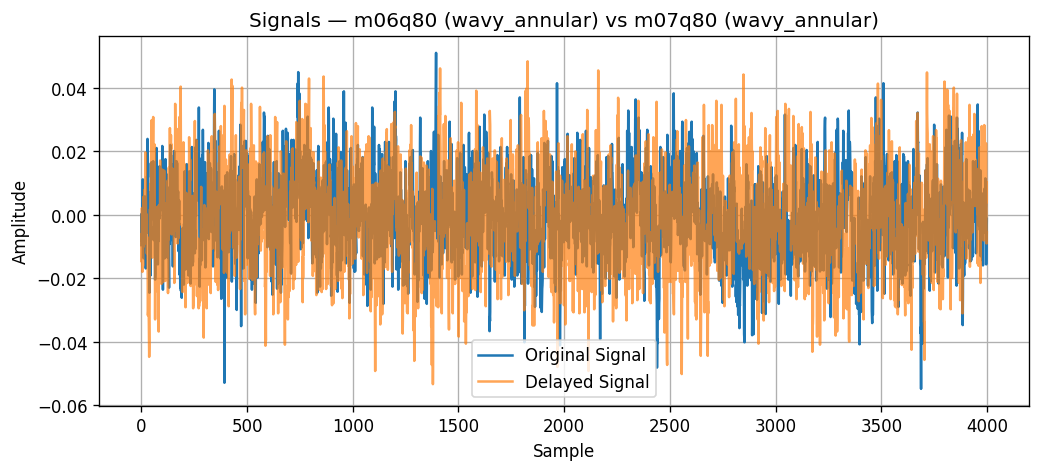 Signals — m06q80 (wavy_annular) vs m07q80 (wavy_annular)
Amplitude
0.04
0.02
0.00
−0.02
−0.04
−0.06
Original Signal
Delayed Signal
0 500 1000 1500 2000 2500 3000 3500 4000
Sample